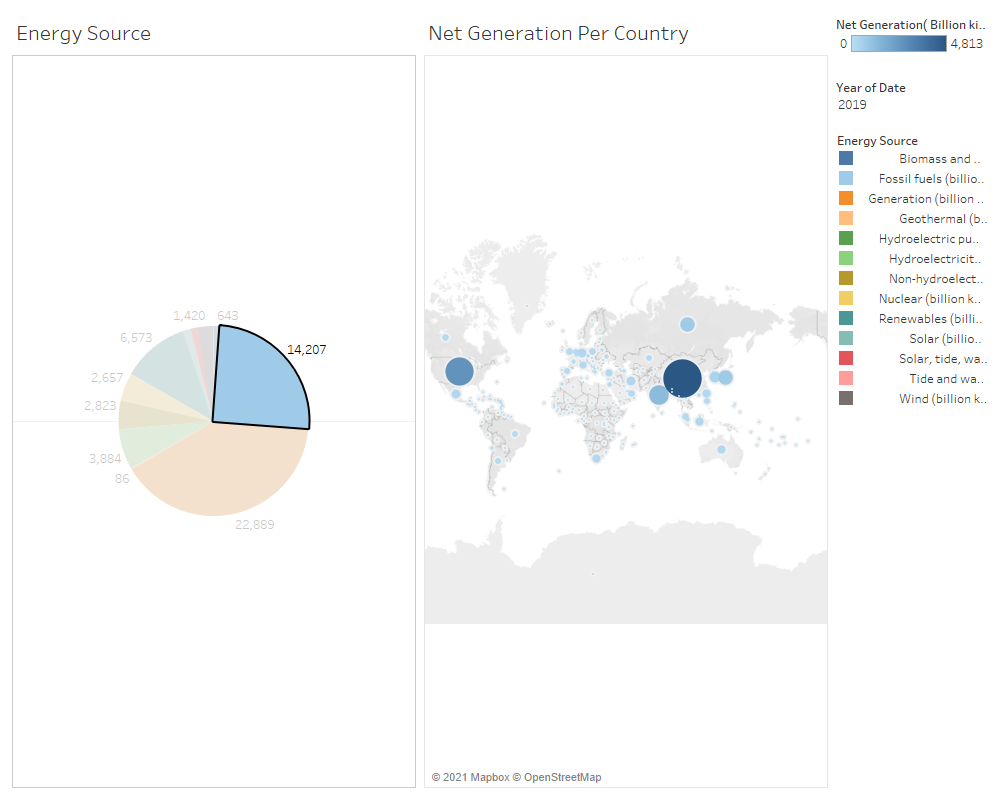 Energy Source
Net Generation Per Country
Net Generation( Billion ki..
0 4,813
Year of Date
2019
Energy Source
Biomass and ..
Fossil fuels (billio..
Generation (billion ..
Geothermal (b..
Hydroelectric pu..
Hydroelectricit..
Non-hydroelect..
Nuclear (billion k..
Renewables (billi..
Solar (billio..
Solar, tide, wa..
Tide and wa..
Wind (billion k..
1,420 643
6,573
14,207
2,657
2,823
3,884
86
22,889
© 2021 Mapbox © OpenStreetMap